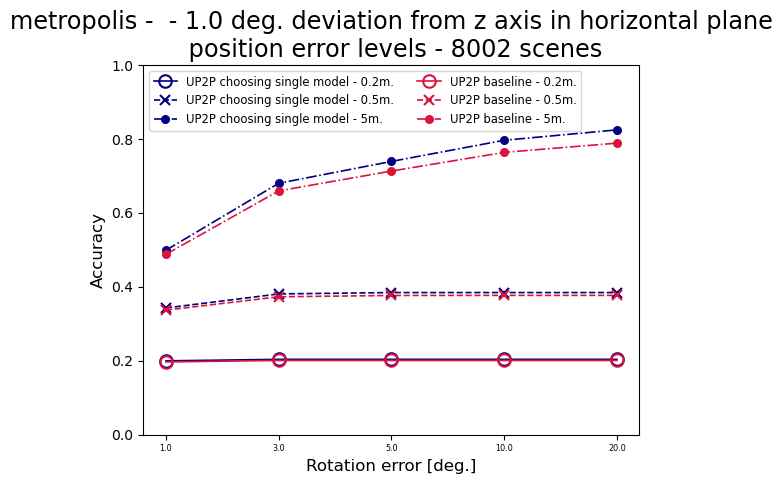 metropolis -  - 1.0 deg. deviation from z axis in horizontal plane
position error levels - 8002 scenes
UP2P choosing single model - 0.2m.
UP2P choosing single model - 0.5m.
UP2P choosing single model - 5m.
UP2P baseline - 0.2m.
UP2P baseline - 0.5m.
UP2P baseline - 5m.
Accuracy
1.0
0.8
0.6
0.4
0.2
0.0
1.0 3.0 5.0 10.0 20.0
Rotation error [deg.]